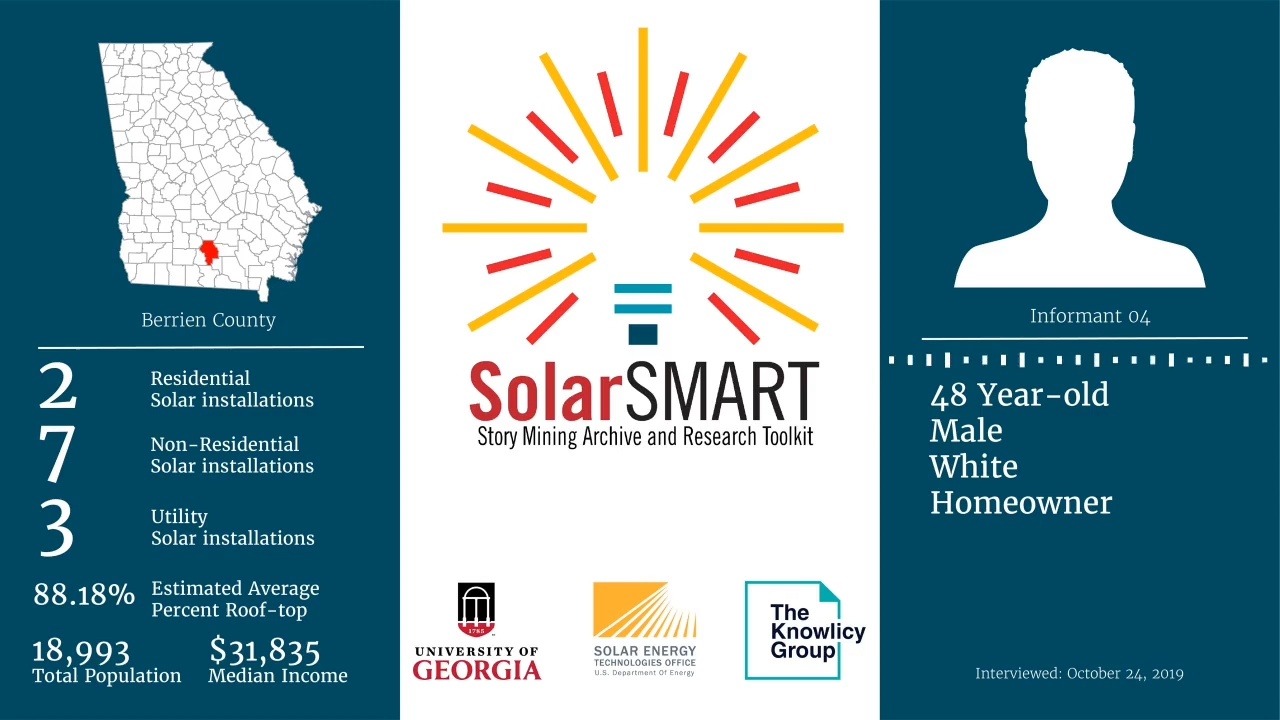 Berrien County
2
Residential
Solar installations
7
Non-Residential
Solar installations
3
Utility
Solar installations
88.18%
Estimated Average
Percent Roof-top
18,993
Total Population
$31,835
Median Income
SolarSMART
Story Mining Archive and Research Toolkit
1785
UNIVERSITY OF
GEORGIA
SOLAR ENERGY
TECHNOLOGIES OFFICE
U.S. Department Of Energy
The
Knowlicy
Group
Informant 04
48 Year-old
Male
White
Homeowner
Interviewed: October 24, 2019